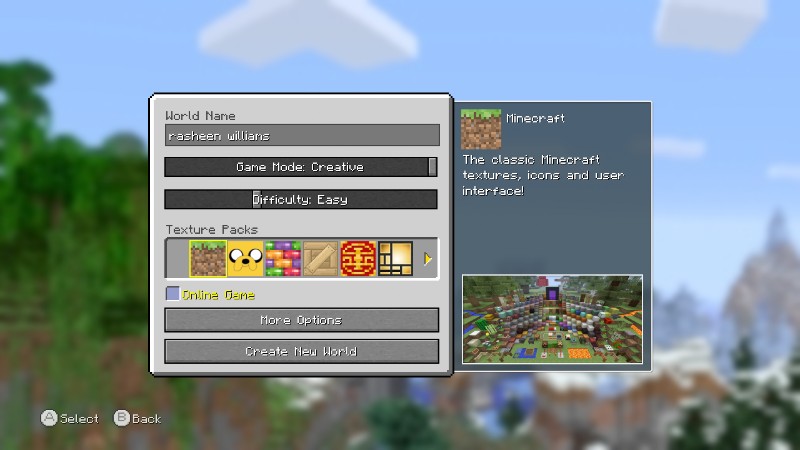 World Name
rasheen willians
Game Mode: Creative
Difficulty: Easy
Texture Packs
Online Game
More Options
Create New World
Minecraft
The classic Minecraft
textures, icons and user
interface!
A Select B Back